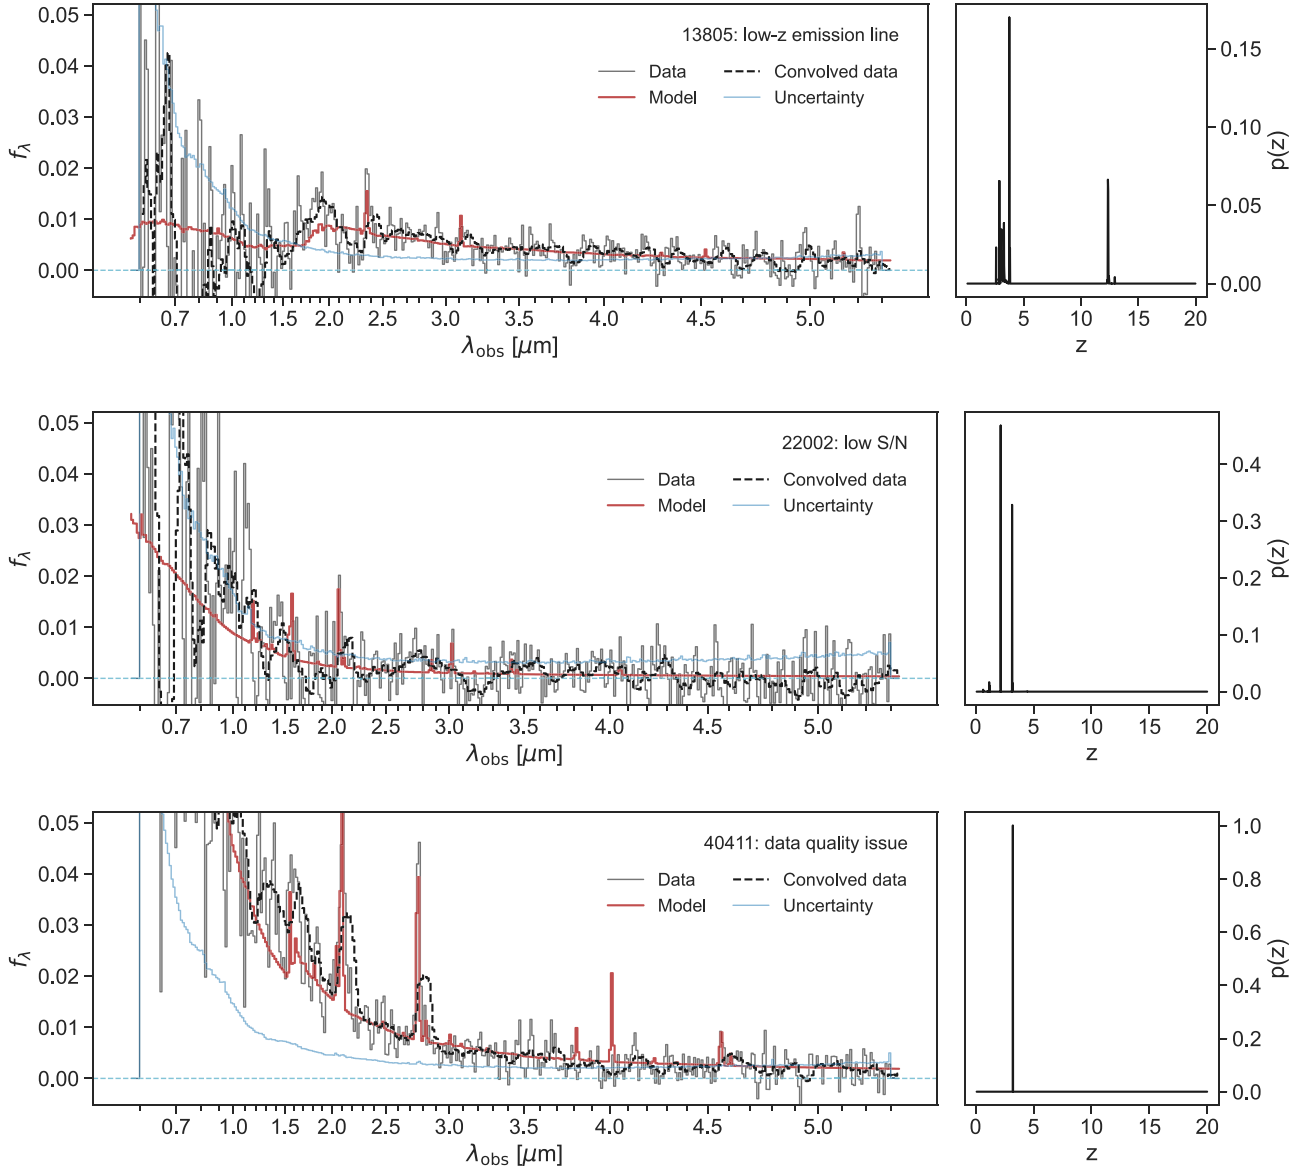 13805: low-z emission line
Data
Convolved data
Model
Uncertainty
0.05
0.04
0.03
0.02
0.01
0.00
fλ
0.7 1.0 1.5 2.0 2.5 3.0 3.5 4.0 4.5 5.0
λobs [μm]
0.15
0.10
0.05
0.00
p(z)
0 5 10 15 20
z
22002: low S/N
Data
Convolved data
Model
Uncertainty
0.05
0.04
0.03
0.02
0.01
0.00
fλ
0.7 1.0 1.5 2.0 2.5 3.0 3.5 4.0 4.5 5.0
λobs [μm]
0.4
0.3
0.2
0.1
0.0
p(z)
0 5 10 15 20
z
40411: data quality issue
Data
Convolved data
Model
Uncertainty
0.05
0.04
0.03
0.02
0.01
0.00
fλ
0.7 1.0 1.5 2.0 2.5 3.0 3.5 4.0 4.5 5.0
λobs [μm]
1.0
0.8
0.6
0.4
0.2
0.0
p(z)
0 5 10 15 20
z